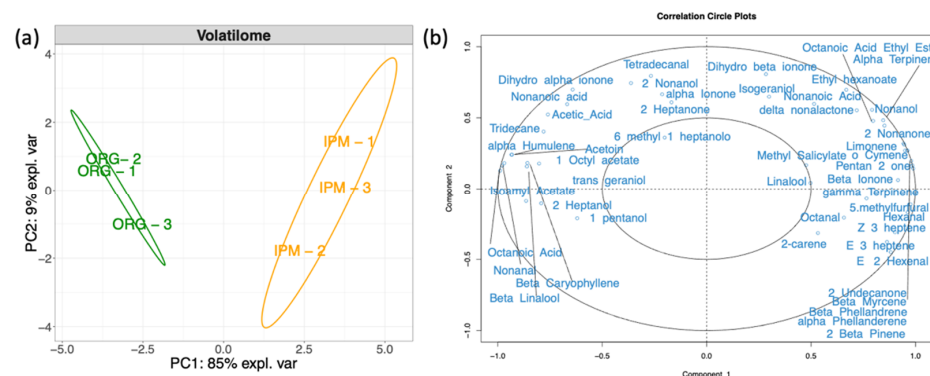 (a)
Volatilome
4
2
0
−2
−4
PC2: 9% expl. var
ORG− 2
ORG − 1
ORG − 3
IPM − 1
IPM − 3
IPM − 2
−5.0
−2.5
0.0
2.5
5.0
PC1: 85% expl. var
(b)
Correlation Circle Plots
1.0
0.5
0.0
−0.5
−1.0
Component 2
Octanoic Acid Ethyl Est
Alpha Terpiner
Tetradecanal
Dihydro beta ionone
Dihydro alpha ionone
2 Nonanol
Ethyl hexanoate
Isogeraniol
Nonanoic acid
alpha Ionone
Nonanoic Acid
Acetic_Acid
2 Heptanone
delta nonalactone
Nonanol
Tridecane
6 methyl 1 heptanolo
2 Nonanone
alpha Humulene
Acetoin
Limonene
1 Octyl acetate
Methyl Salicylate
o Cymene
Pentan 2 one
trans geraniol
Linalool
Beta Ionone
Isoamyl Acetate
gamma Terpinene
2 Heptanol
5.methylfurfural
1 pentanol
Octanal
Hexanal
Z 3 heptene
2-carene
E 3 heptene
Octanoic Acid
E 2 Hexenal
Nonanal
Beta Caryophyllene
Beta Linalool
2 Undecanone
Beta Myrcene
Beta Phellandrene
alpha Phellanderene
2 Beta Pinene
−1.0
−0.5
0.0
0.5
1.0
Component 1